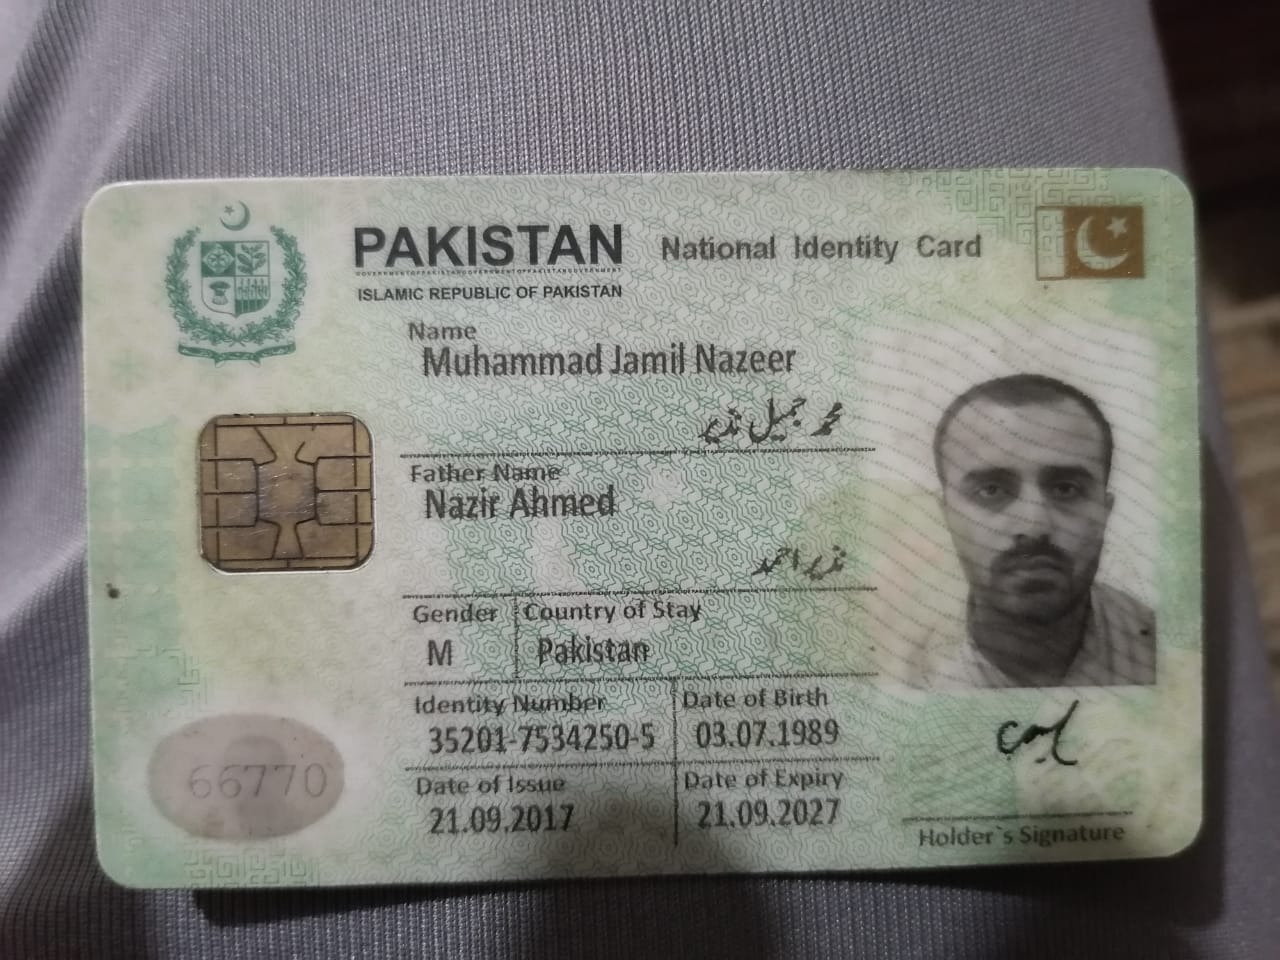 PAKISTAN National Identity Card
ISLAMIC REPUBLIC OF PAKISTAN
Name
Muhammad Jamil Nazeer
محمد جمیل نذیر
Father Name
Nazir Ahmed
نذیر احمد
Gender Country of Stay
M Pakistan
Identity Number Date of Birth
35201-7534250-5 03.07.1989
Date of Issue Date of Expiry
21.09.2017 21.09.2027
66770
Holder`s Signature